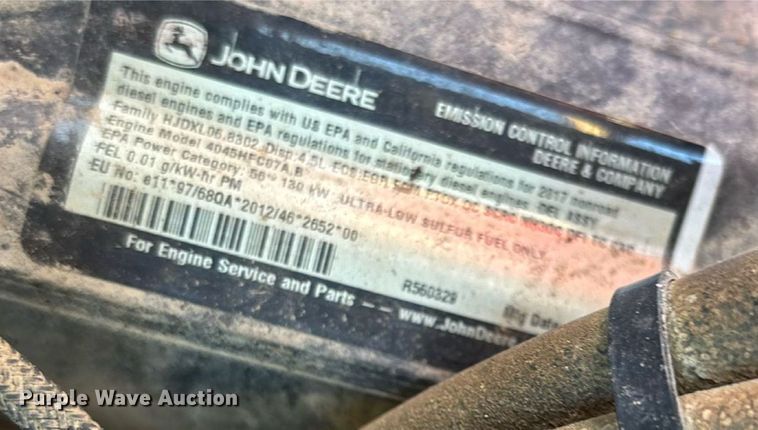 JOHN DEERE
EMISSION CONTROL INFORMATION
DEERE & COMPANY
This engine complies with US EPA and California regulations for 2017 nonroad
diesel engines and EPA regulations for stationary diesel engines.
Family HJDXL06.8302 Disp 4.5L
Engine Model 4045HFC07A,B
EPA Power Category: 56 130 kW ULTRA-LOW SULFUR FUEL ONLY
FEL 0.01 g/kW-hr PM
EU No: e11*97/68QA*2012/46*2652*00
R560329
For Engine Service and Parts – – www.JohnDeere.
Mfg Date
Purple Wave Auction